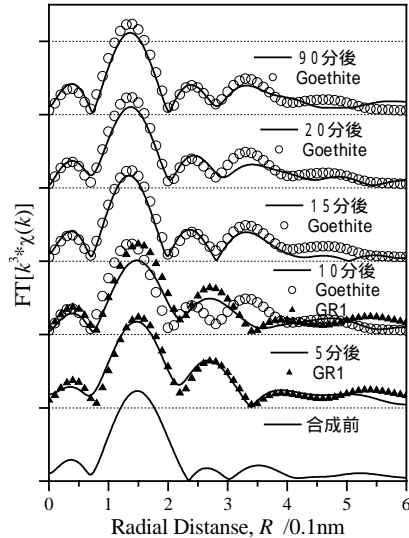 90分後
Goethite
20分後
Goethite
15分後
Goethite
10分後
Goethite
GR1
5分後
GR1
合成前
FT[k³*χ(k)]
0 1 2 3 4 5 6
Radial Distanse, R /0.1nm